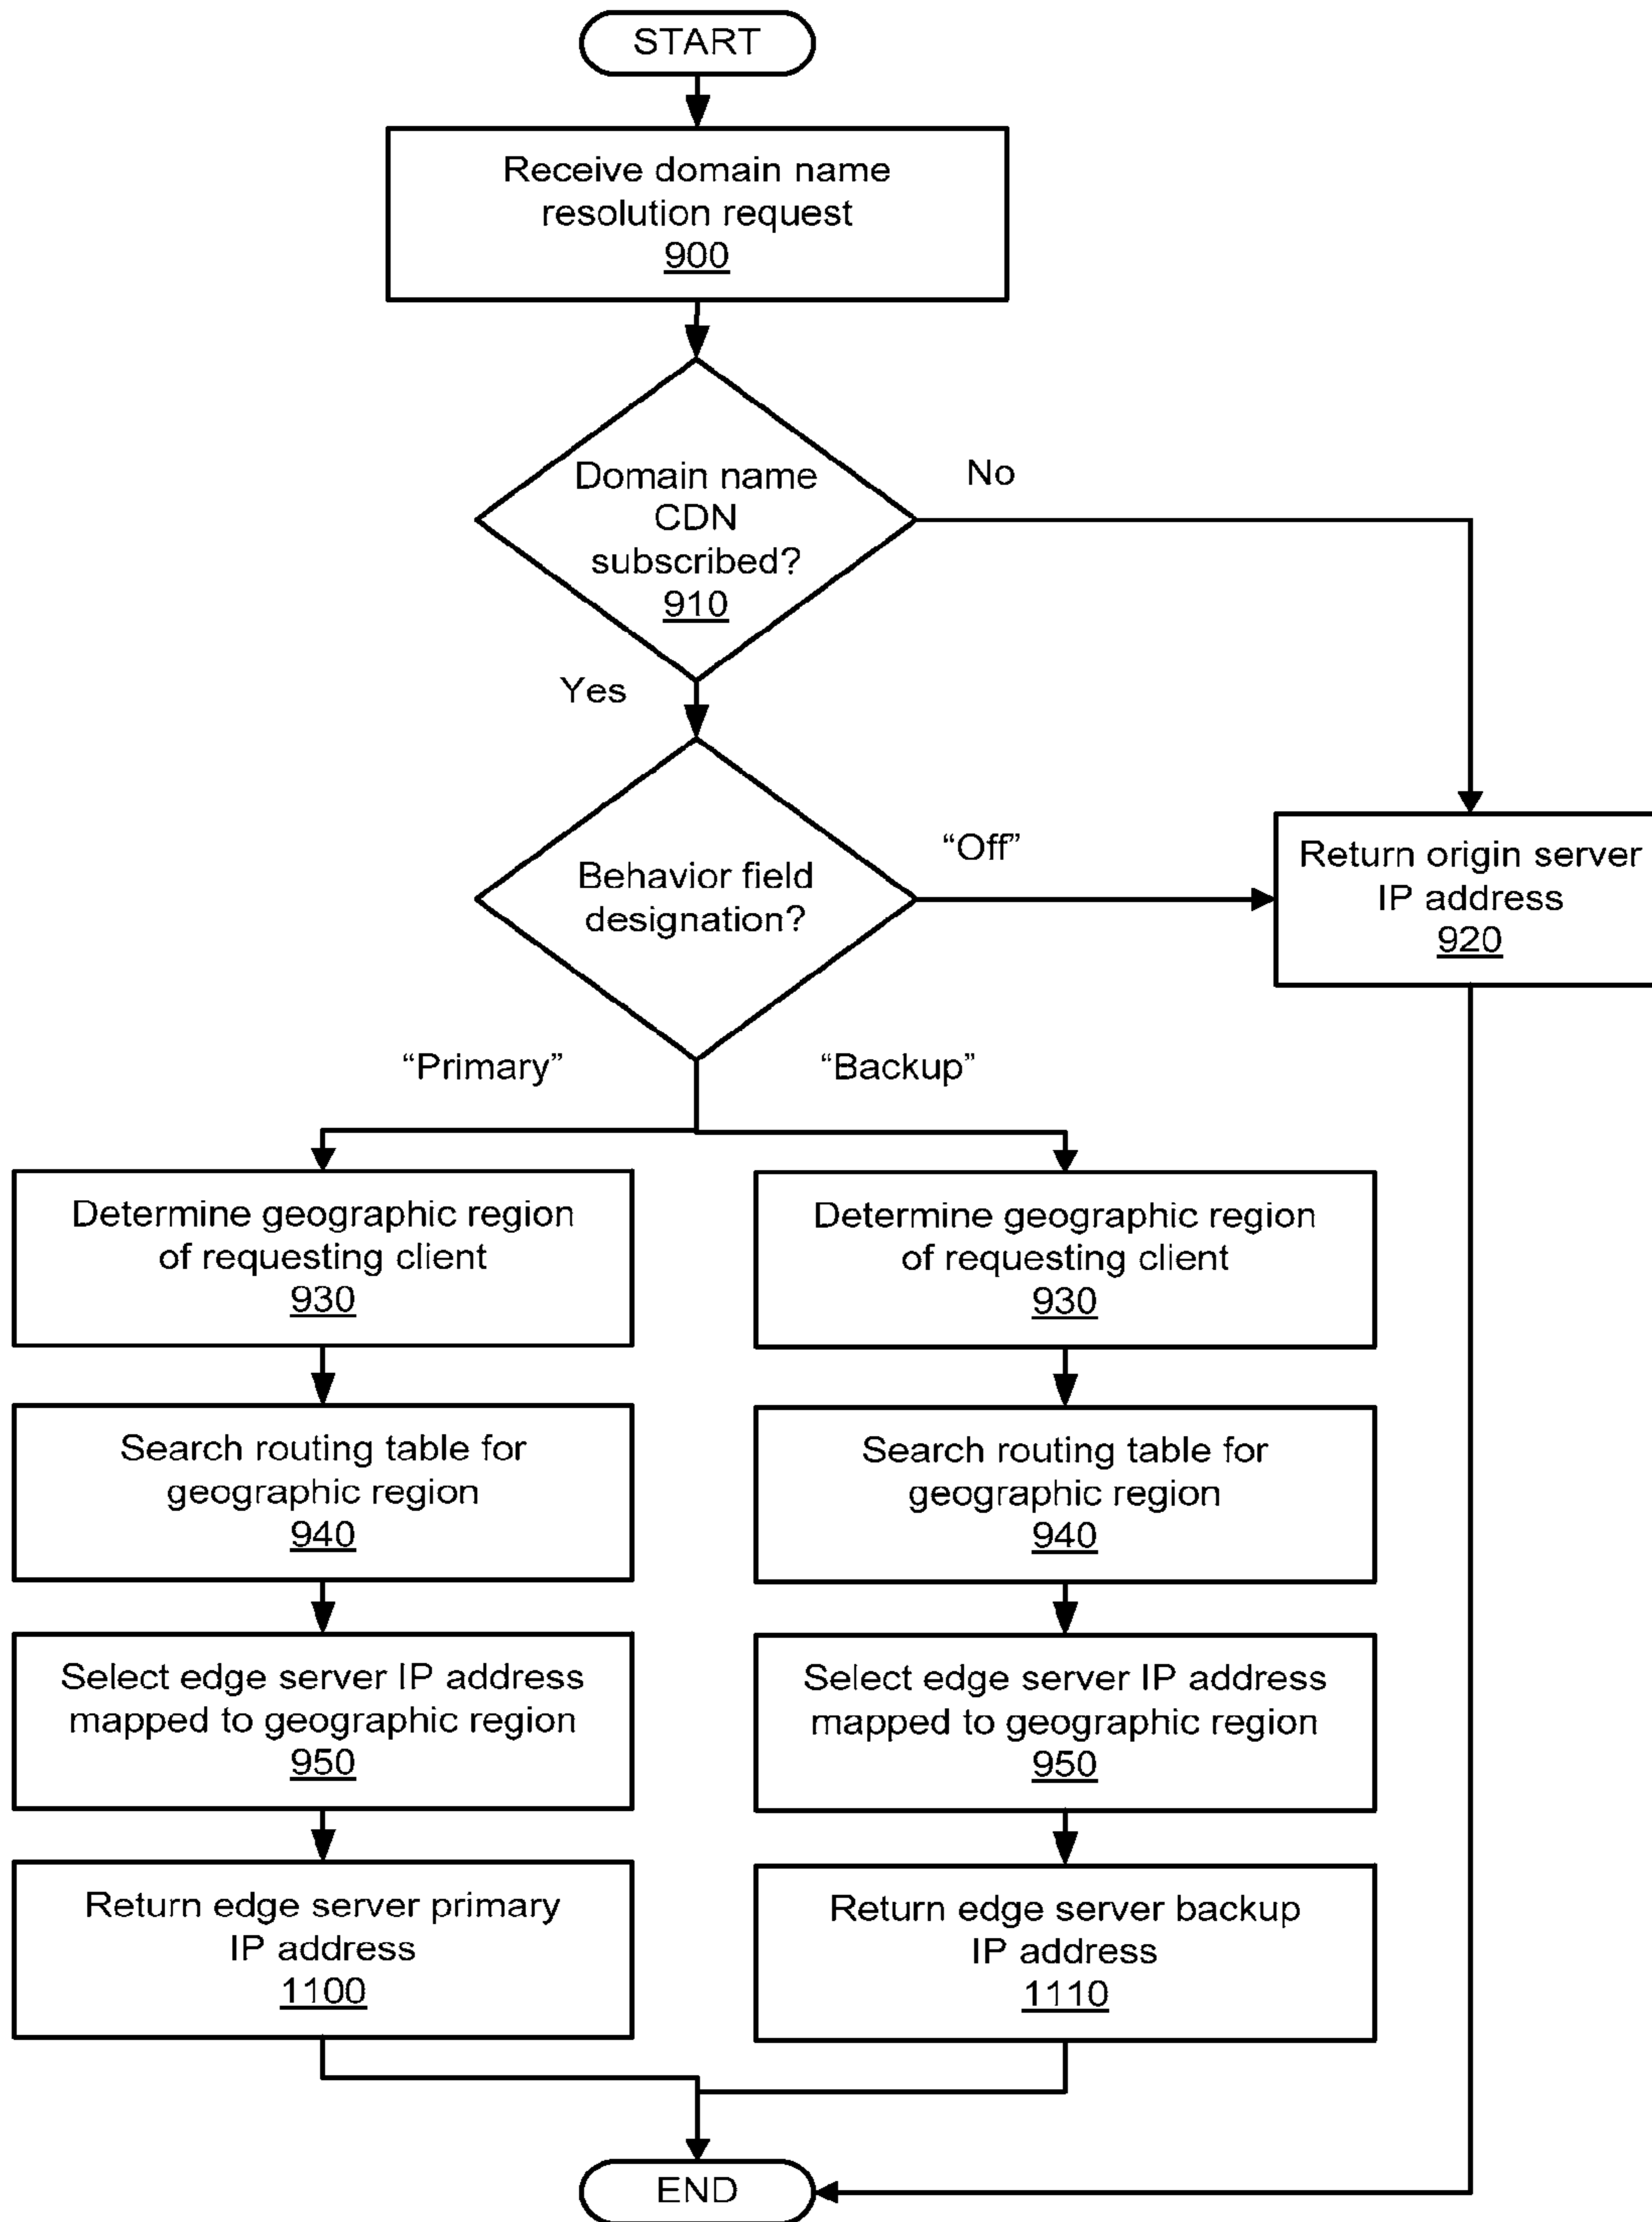 START
Receive domain name
resolution request
900
Domain name
CDN
subscribed?
910
No
Yes
Behavior field
designation?
“Off”
Return origin server
IP address
920
“Primary”
“Backup”
Determine geographic region
of requesting client
930
Search routing table for
geographic region
940
Select edge server IP address
mapped to geographic region
950
Return edge server primary
IP address
1100
Determine geographic region
of requesting client
930
Search routing table for
geographic region
940
Select edge server IP address
mapped to geographic region
950
Return edge server backup
IP address
1110
END